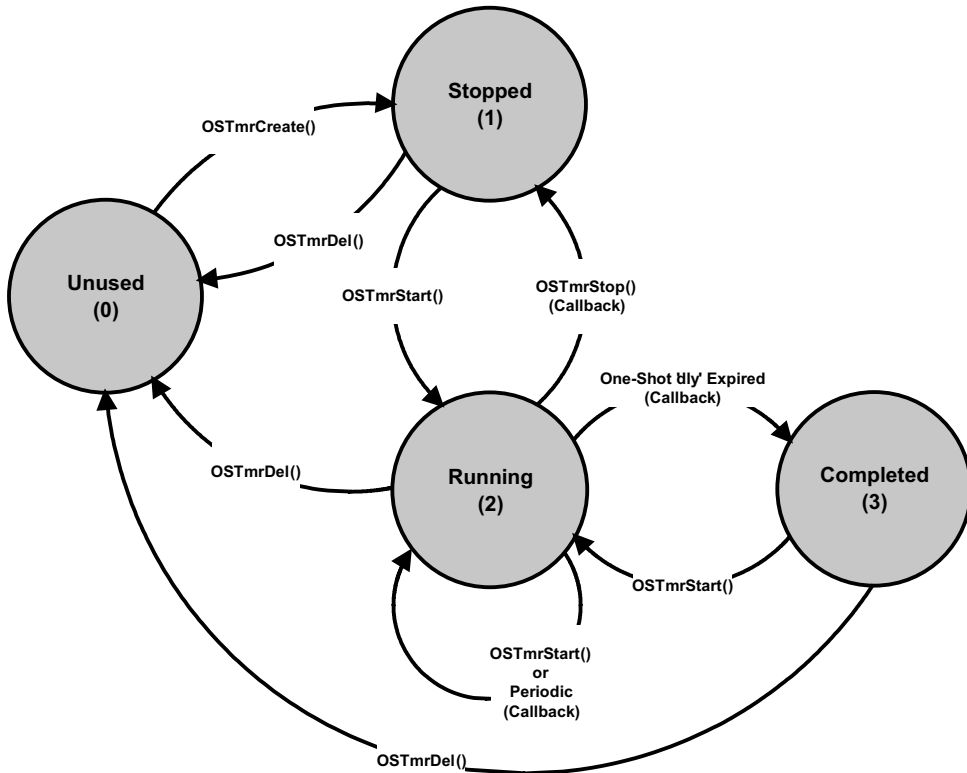 Stopped
(1)
OSTmrCreate()
OSTmrDel()
Unused
(0)
OSTmrStart()
OSTmrStop()
(Callback)
One-Shot 'dly' Expired
(Callback)
OSTmrDel()
Running
(2)
Completed
(3)
OSTmrStart()
OSTmrStart()
or
Periodic
(Callback)
OSTmrDel()